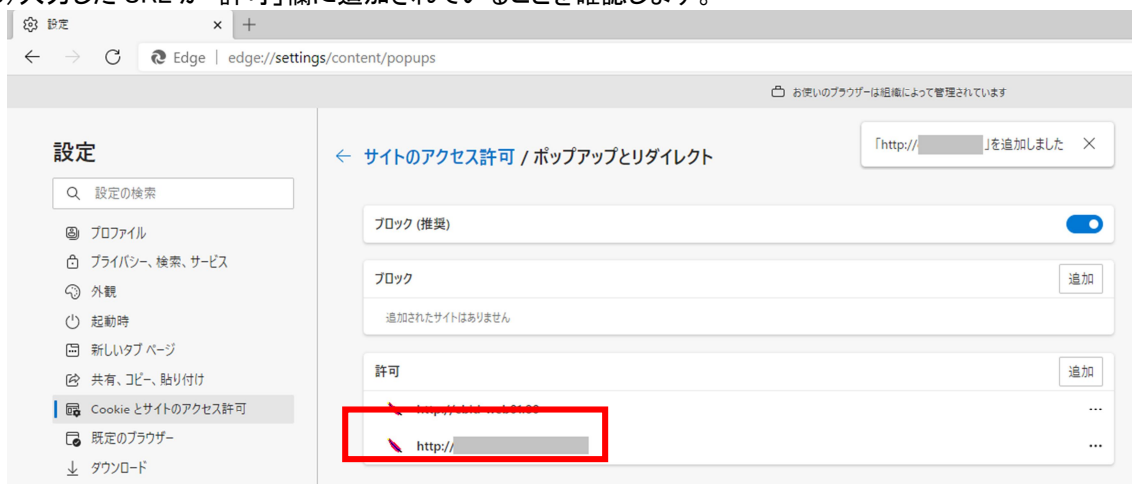 入力した URL が「許可」欄に追加されていることを確認します。
設定
Edge edge://settings/content/popups
お使いのブラウザーは組織によって管理されています
設定
サイトのアクセス許可 / ポップアップとリダイレクト
「http:// 」を追加しました
設定の検索
ブロック (推奨)
プロファイル
プライバシー、検索、サービス
外観
起動時
新しいタブ ページ
共有、コピー、貼り付け
Cookie とサイトのアクセス許可
既定のブラウザー
ダウンロード
ブロック
追加
追加されたサイトはありません
許可
追加
http://